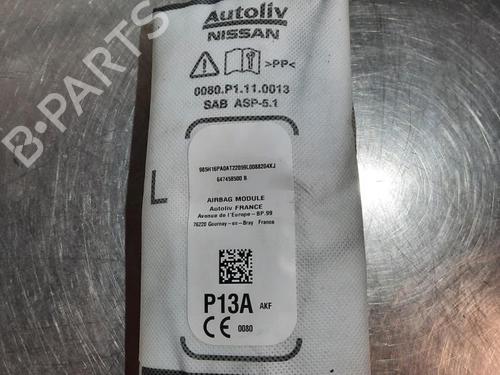 Autoliv
NISSAN
>PP<
0080.P1.11.0013
SAB ASP-5.1
L
985H16PA0AT22099L0088204XJ
647458500 B
AIRBAG MODULE
Autoliv FRANCE
Avenue de l'Europe - BP.99
76220 Gournay-en-Bray France
P13A AKF
CE 0080
B-PARTS